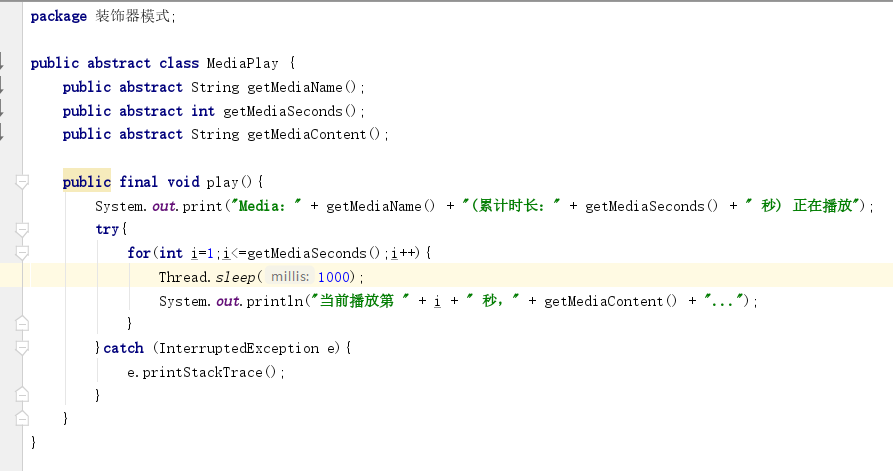 package 装饰器模式;
public abstract class MediaPlay {
public abstract String getMediaName();
public abstract int getMediaSeconds();
public abstract String getMediaContent();
public final void play(){
System.out.print("Media: " + getMediaName() + "(累计时长: " + getMediaSeconds() + " 秒) 正在播放");
try{
for(int i=1;i<=getMediaSeconds();i++){
Thread.sleep( millis: 1000);
System.out.println("当前播放第 " + i + " 秒, " + getMediaContent() + "...");
}
}catch (InterruptedException e){
e.printStackTrace();
}
}
}